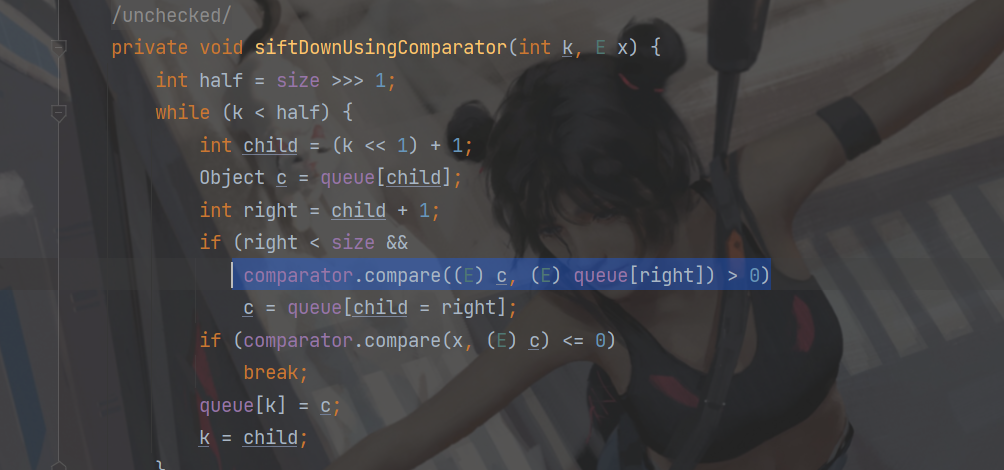 /unchecked/
private void siftDownUsingComparator(int k, E x) {
int half = size >>> 1;
while (k < half) {
int child = (k << 1) + 1;
Object c = queue[child];
int right = child + 1;
if (right < size &&
comparator.compare((E) c, (E) queue[right]) > 0)
c = queue[child = right];
if (comparator.compare(x, (E) c) <= 0)
break;
queue[k] = c;
k = child;
}